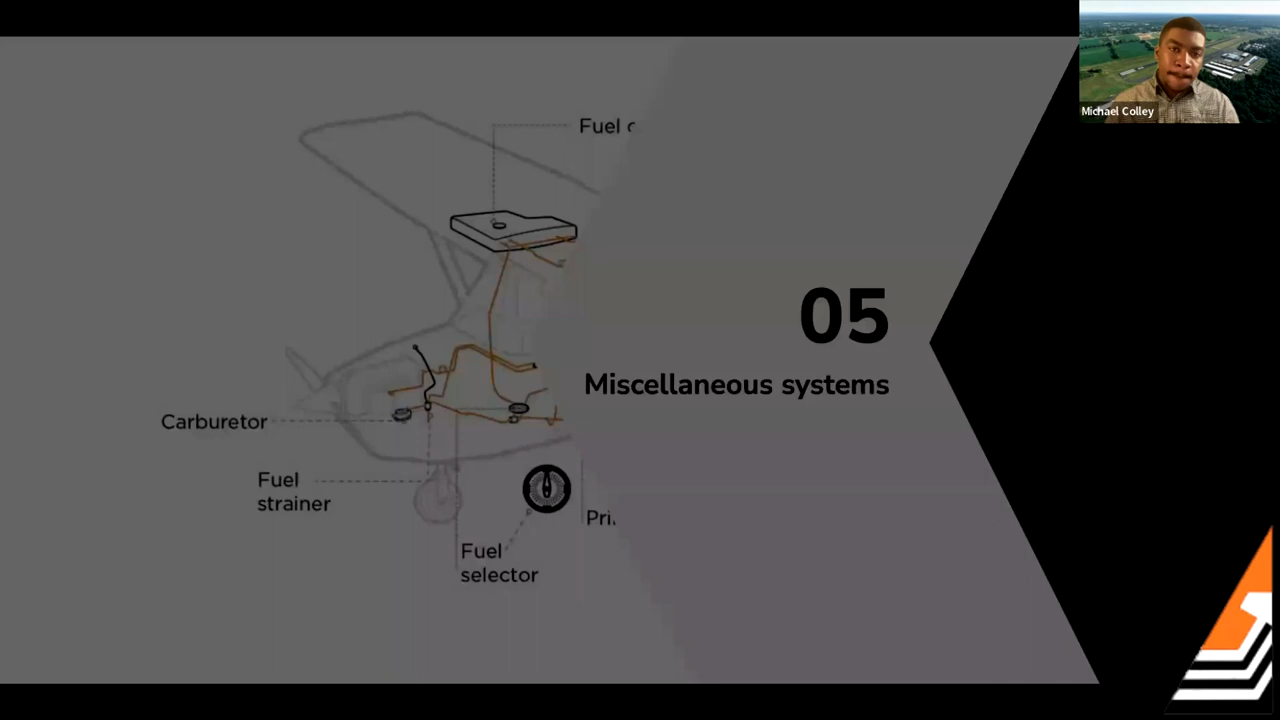 Michael Colley
Fuel
05
Miscellaneous systems
Carburetor
Fuel
strainer
Fuel
selector